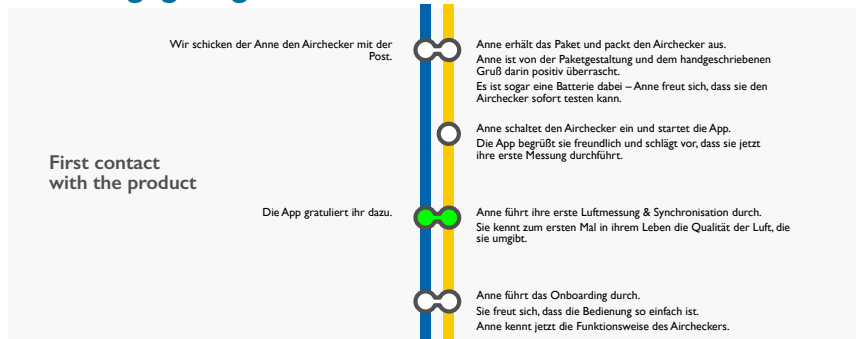 Wir schicken der Anne den Airchecker mit der
Post.
Anne erhält das Paket und packt den Airchecker aus.
Anne ist von der Paketgestaltung und dem handgeschriebenen
Gruß darin positiv überrascht.
Es ist sogar eine Batterie dabei – Anne freut sich, dass sie den
Airchecker sofort testen kann.
Anne schaltet den Airchecker ein und startet die App.
Die App begrüßt sie freundlich und schlägt vor, dass sie jetzt
ihre erste Messung durchführt.
First contact
with the product
Die App gratuliert ihr dazu.
Anne führt ihre erste Luftmessung & Synchronisation durch.
Sie kennt zum ersten Mal in ihrem Leben die Qualität der Luft, die
sie umgibt.
Anne führt das Onboarding durch.
Sie freut sich, dass die Bedienung so einfach ist.
Anne kennt jetzt die Funktionsweise des Aircheckers.